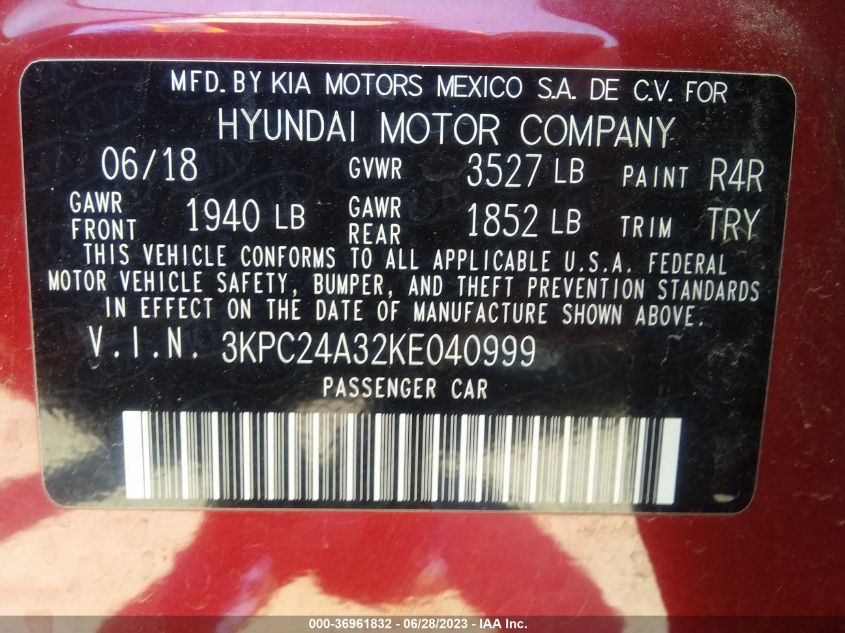 MFD. BY KIA MOTORS MEXICO S.A. DE C.V. FOR
HYUNDAI MOTOR COMPANY
06/18 GVWR 3527 LB PAINT R4R
GAWR FRONT 1940 LB GAWR REAR 1852 LB TRIM TRY
THIS VEHICLE CONFORMS TO ALL APPLICABLE U.S.A. FEDERAL
MOTOR VEHICLE SAFETY, BUMPER, AND THEFT PREVENTION STANDARDS
IN EFFECT ON THE DATE OF MANUFACTURE SHOWN ABOVE.
V.I.N. 3KPC24A32KE040999
PASSENGER CAR
000-36961832 / 06/28/2023 - IAA Inc.